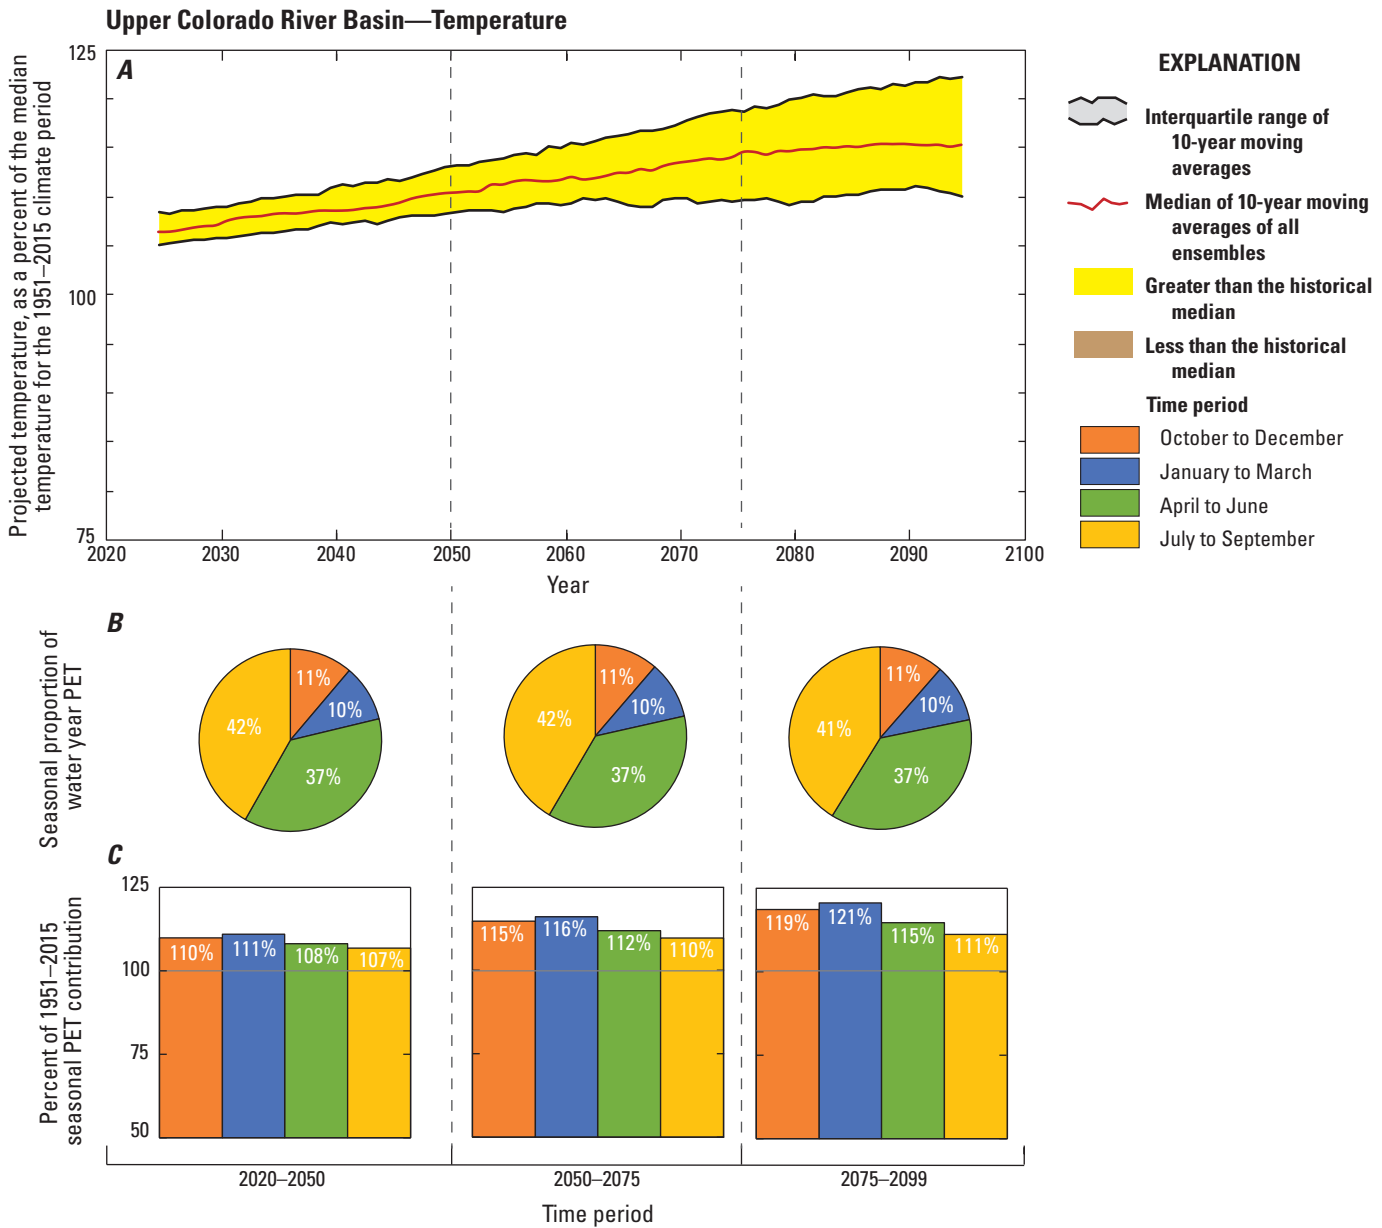 Upper Colorado River Basin—Temperature
Projected temperature, as a percent of the median
temperature for the 1951–2015 climate period
125
100
75
A
2020
2030
2040
2050
2060
2070
2080
2090
2100
Year
EXPLANATION
Interquartile range of
10-year moving
averages
Median of 10-year moving
averages of all
ensembles
Greater than the historical
median
Less than the historical
median
Time period
October to December
January to March
April to June
July to September
B
Seasonal proportion of
water year PET
11%
10%
37%
42%
11%
10%
37%
42%
11%
10%
37%
41%
C
Percent of 1951–2015
seasonal PET contribution
125
100
75
50
110%
111%
108%
107%
115%
116%
112%
110%
119%
121%
115%
111%
2020–2050
2050–2075
2075–2099
Time period